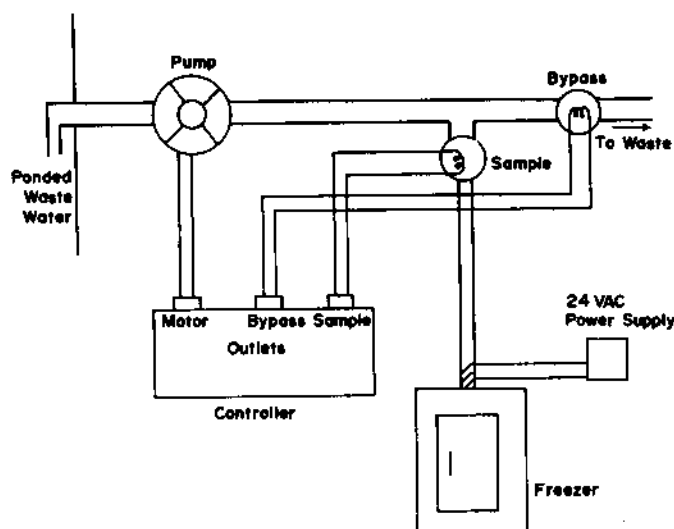 Pump
Bypass
To Waste
Sample
Ponded
Waste
Water
24 VAC
Power Supply
Motor Bypass Sample
Outlets
Controller
Freezer